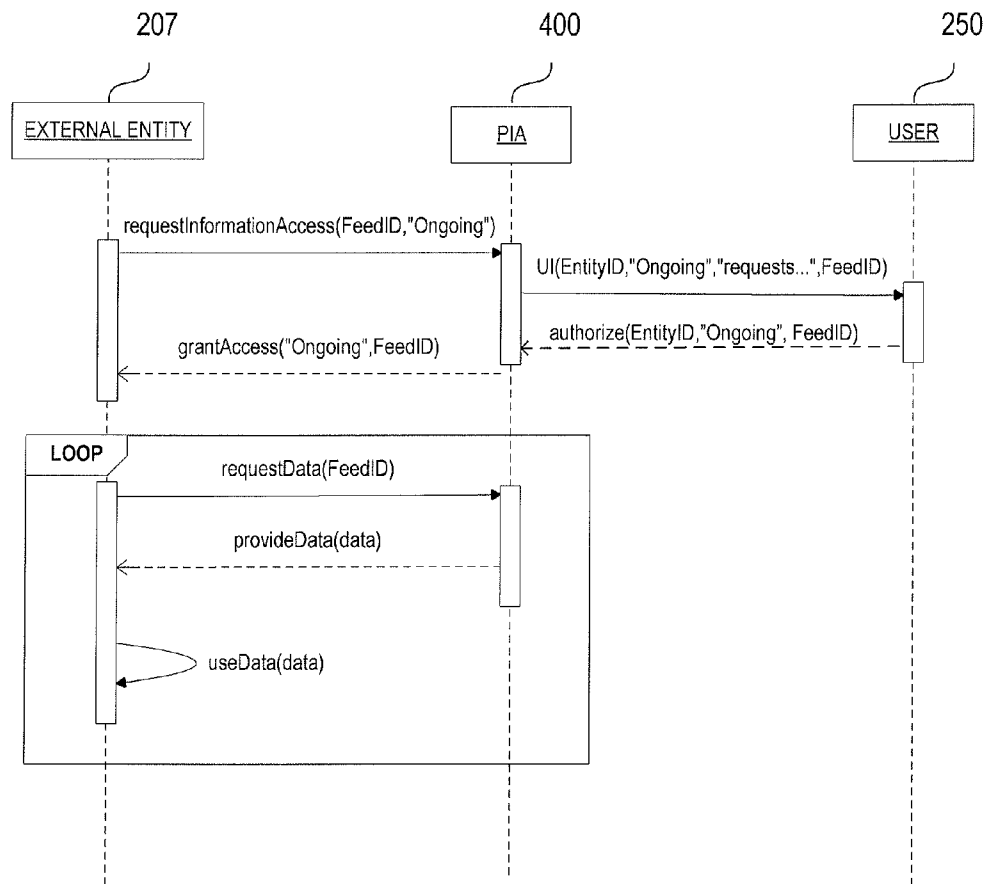 207
400
250
EXTERNAL ENTITY
PIA
USER
requestInformationAccess(FeedID,"Ongoing")
UI(EntityID,"Ongoing","requests...",FeedID)
authorize(EntityID,"Ongoing", FeedID)
grantAccess("Ongoing",FeedID)
LOOP
requestData(FeedID)
provideData(data)
useData(data)